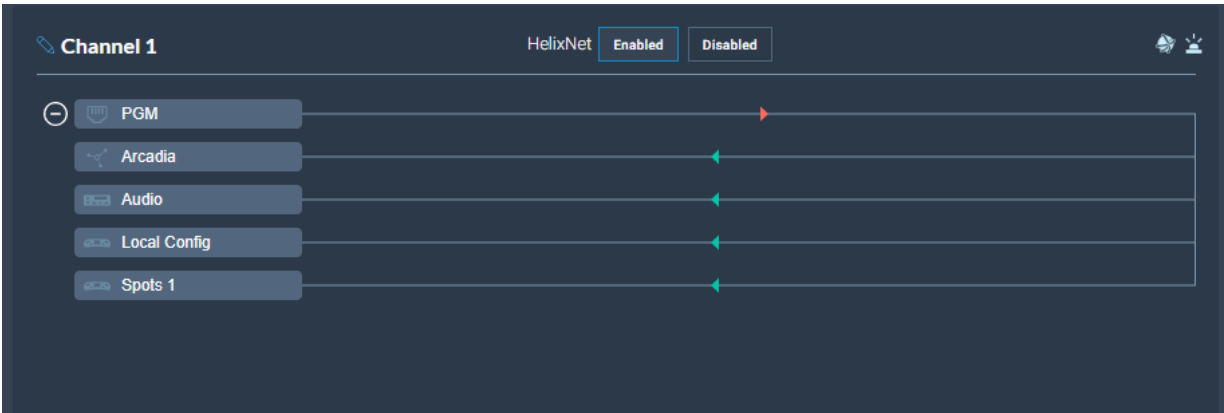 Channel 1 HelixNet Enabled Disabled
PGM
Arcadia
Audio
Local Config
Spots 1